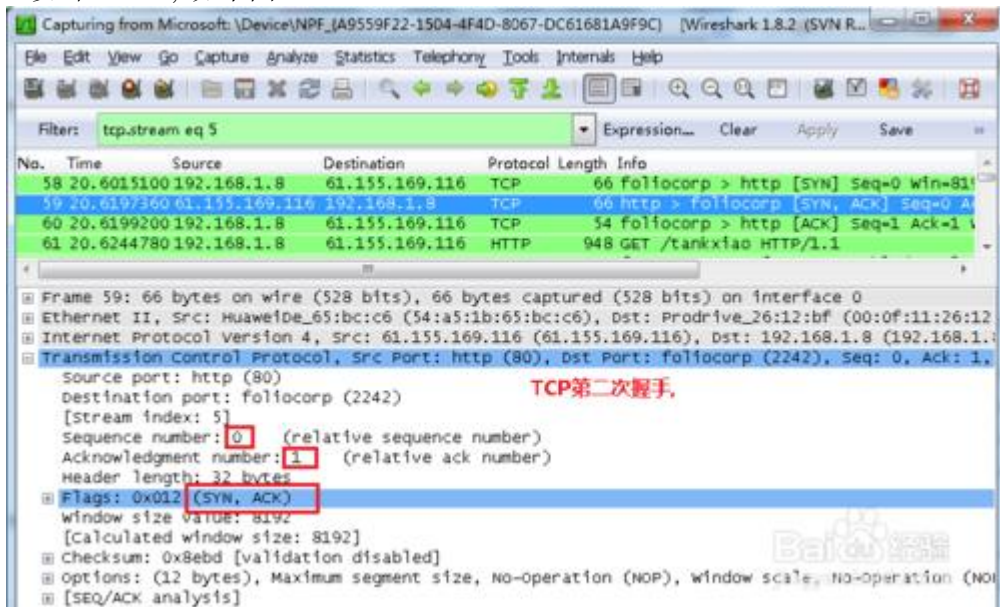 Capturing from Microsoft: \Device\NPF_{A9559F22-1504-4F4D-8067-DC61681A9F9C} [Wireshark 1.8.2 (SVN R...
File Edit View Go Capture Analyze Statistics Telephony Tools Internals Help
Filter: tcp.stream eq 5 Expression... Clear Apply Save
No. Time Source Destination Protocol Length Info
58 20.6015100 192.168.1.8 61.155.169.116 TCP 66 foliocorp > http [SYN] Seq=0 Win=819
59 20.6197360 61.155.169.116 192.168.1.8 TCP 66 http > foliocorp [SYN, ACK] Seq=0 A
60 20.6199200 192.168.1.8 61.155.169.116 TCP 54 foliocorp > http [ACK] Seq=1 Ack=1
61 20.6244780 192.168.1.8 61.155.169.116 HTTP 948 GET /tankxiao HTTP/1.1
Frame 59: 66 bytes on wire (528 bits), 66 bytes captured (528 bits) on interface 0
Ethernet II, Src: HuaweiDe_65:bc:c6 (54:a5:1b:65:bc:c6), Dst: Prodrive_26:12:bf (00:0f:11:26:12
Internet Protocol Version 4, Src: 61.155.169.116 (61.155.169.116), Dst: 192.168.1.8 (192.168.1.
Transmission Control Protocol, Src Port: http (80), Dst Port: foliocorp (2242), Seq: 0, Ack: 1,
Source port: http (80)
TCP第二次握手,
Destination port: foliocorp (2242)
[Stream index: 5]
Sequence number: 0 (relative sequence number)
Acknowledgment number: 1 (relative ack number)
Header length: 32 bytes
Flags: 0x012 (SYN, ACK)
Window size value: 8192
[Calculated window size: 8192]
Checksum: 0x8ebd [validation disabled]
Options: (12 bytes), Maximum segment size, No-Operation (NOP), Window scale, No-Operation (NO
[SEQ/ACK analysis]
Baidu 经验